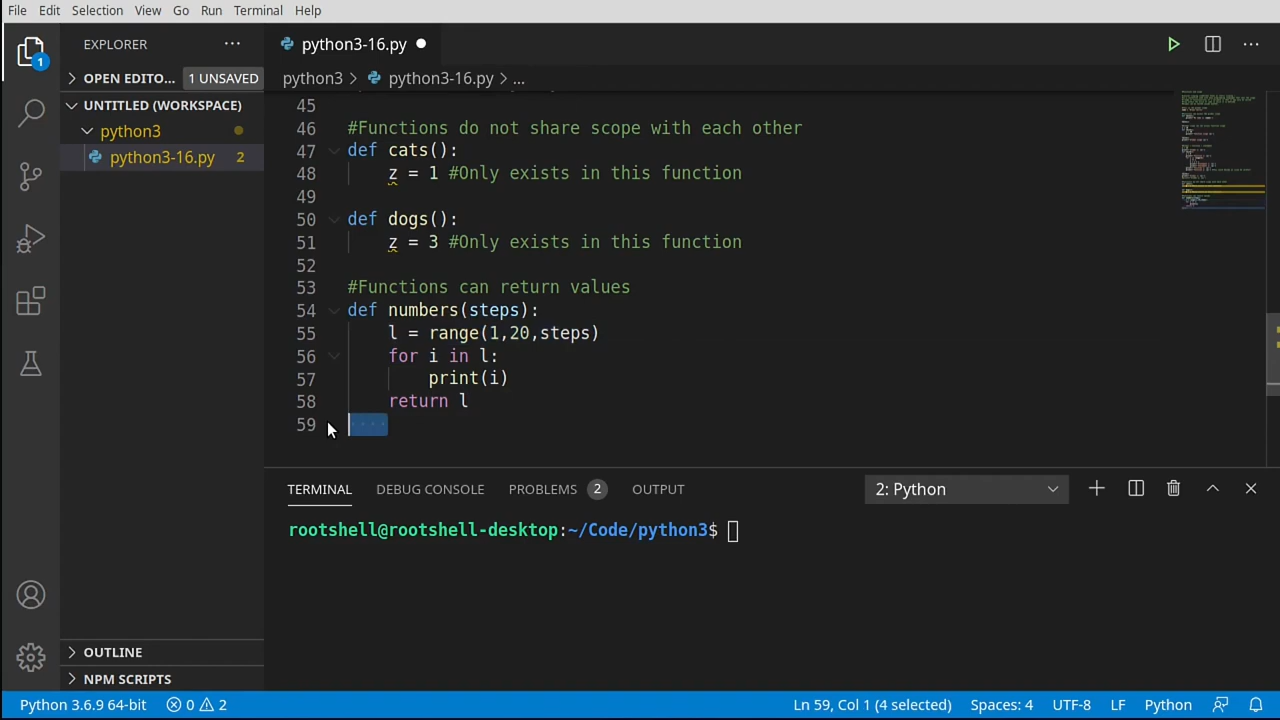 File Edit Selection View Go Run Terminal Help
EXPLORER ...
python3-16.py
1
OPEN EDITO... 1 UNSAVED
python3 > python3-16.py > ...
UNTITLED (WORKSPACE)
python3
python3-16.py 2
45
46 #Functions do not share scope with each other
47 def cats():
48 z = 1 #Only exists in this function
49
50 def dogs():
51 z = 3 #Only exists in this function
52
53 #Functions can return values
54 def numbers(steps):
55 l = range(1,20,steps)
56 for i in l:
57 print(i)
58 return l
59
TERMINAL DEBUG CONSOLE PROBLEMS 2 OUTPUT 2: Python
rootshell@rootshell-desktop:~/Code/python3$
OUTLINE
NPM SCRIPTS
Python 3.6.9 64-bit 0 2 Ln 59, Col 1 (4 selected) Spaces: 4 UTF-8 LF Python